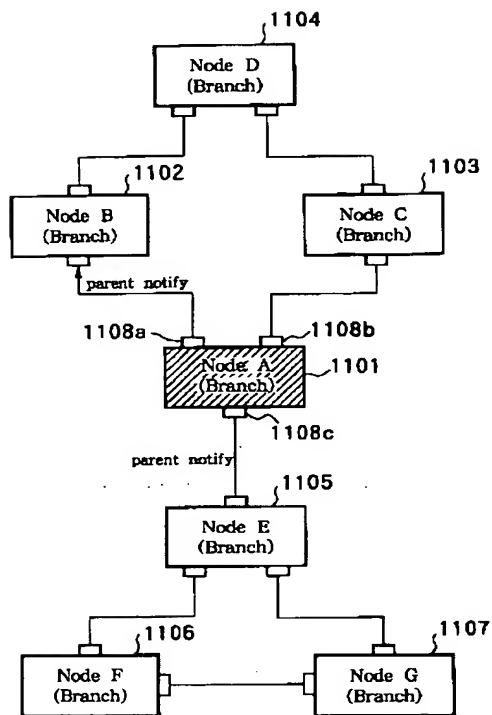 1104
Node D
(Branch)
1102
Node B
(Branch)
1103
Node C
(Branch)
parent notify
1108a
1108b
Node A
(Branch)
1101
1108c
parent notify
1105
Node E
(Branch)
1106
Node F
(Branch)
1107
Node G
(Branch)